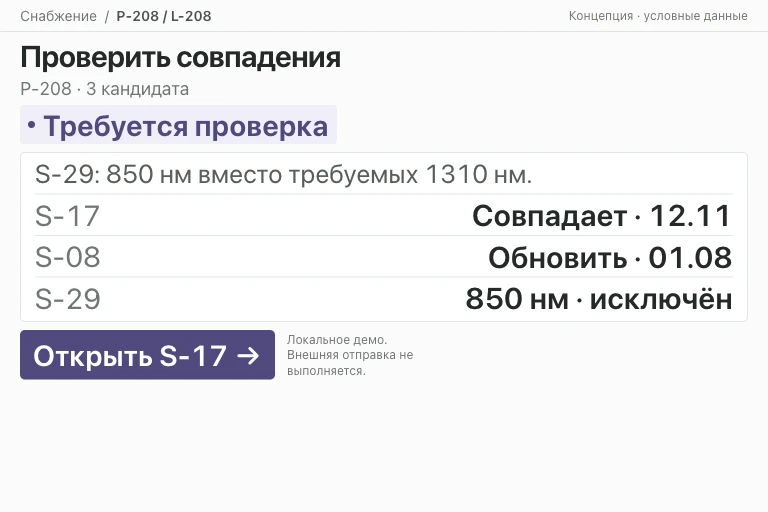 Снабжение / P-208 / L-208
Концепция · условные данные
Проверить совпадения
P-208 · 3 кандидата
• Требуется проверка
S-29: 850 нм вместо требуемых 1310 нм.
S-17 Совпадает · 12.11
S-08 Обновить · 01.08
S-29 850 нм · исключён
Открыть S-17 →
Локальное демо.
Внешняя отправка не
выполняется.